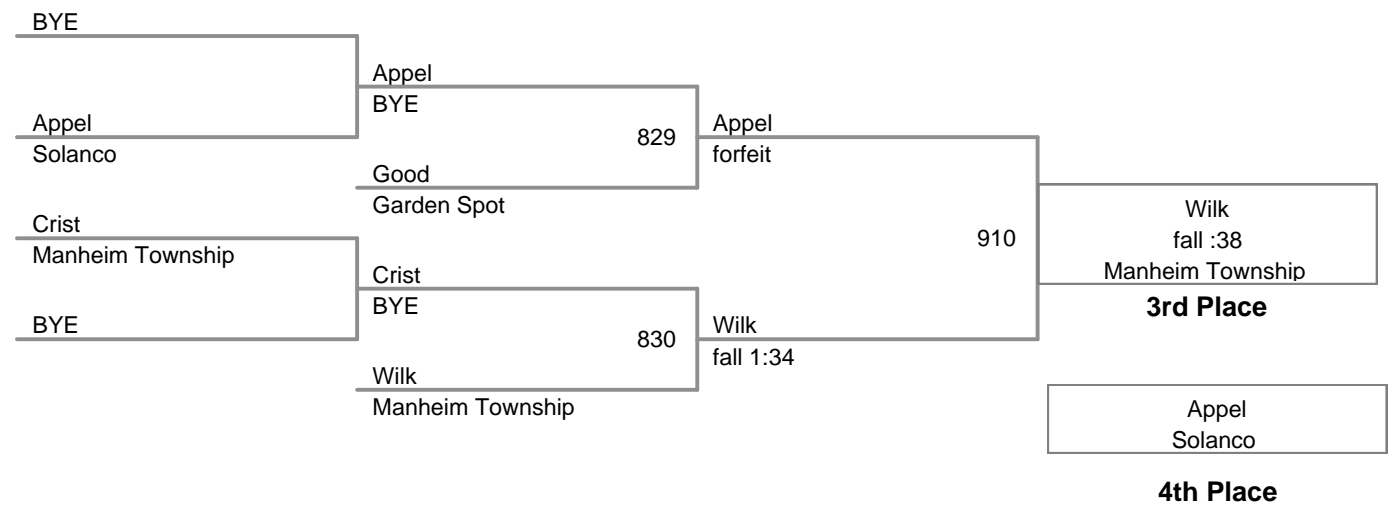 BYE
Appel
BYE
Appel
Solanco
829
Appel
forfeit
Good
Garden Spot
Crist
Manheim Township
910
Wilk
fall :38
Manheim Township
3rd Place
Crist
BYE
BYE
830
Wilk
fall 1:34
Wilk
Manheim Township
Appel
Solanco
4th Place